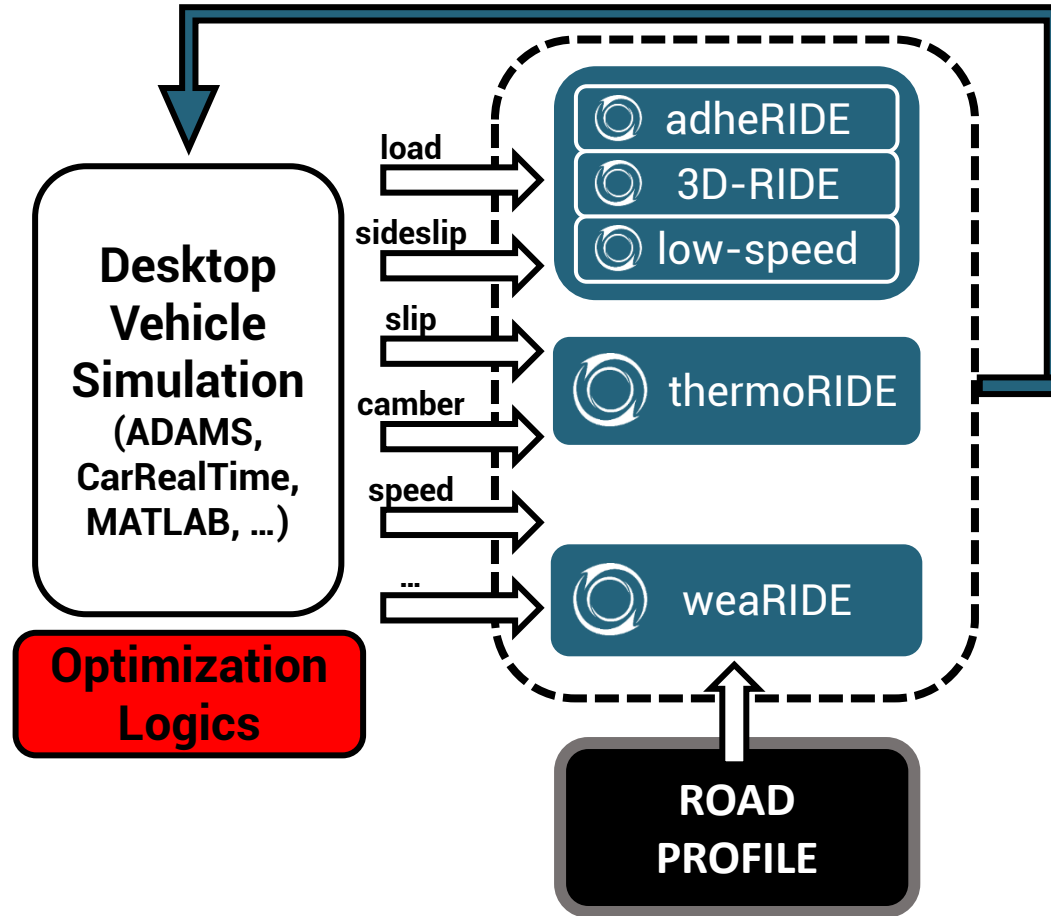 Desktop
Vehicle
Simulation
(ADAMS,
CarRealTime,
MATLAB, ...)
Optimization
Logics
load
sideslip
slip
camber
speed
...
adheRIDE
3D-RIDE
low-speed
thermoRIDE
weaRIDE
ROAD
PROFILE